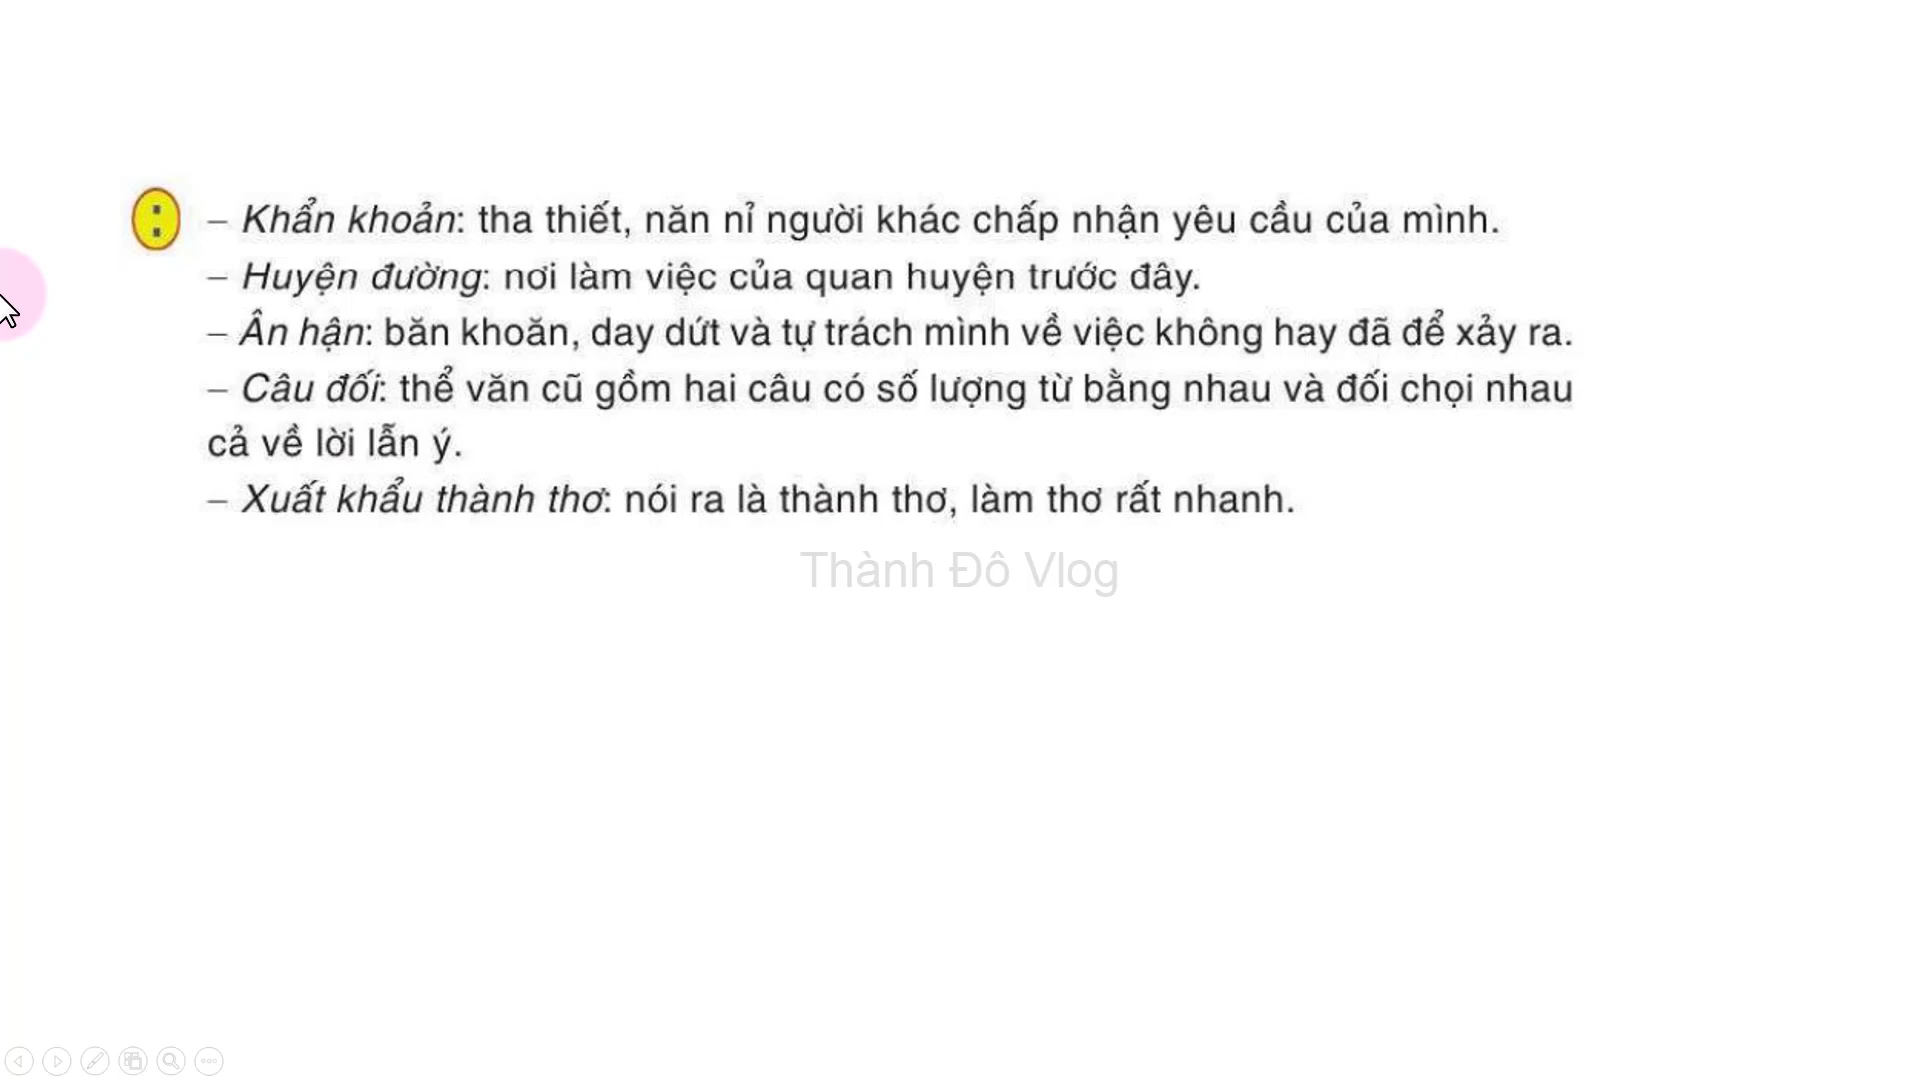 – Khẩn khoản: tha thiết, năn nỉ người khác chấp nhận yêu cầu của mình.
– Huyện đường: nơi làm việc của quan huyện trước đây.
– Ân hận: băn khoăn, day dứt và tự trách mình về việc không hay đã để xảy ra.
– Câu đối: thể văn cũ gồm hai câu có số lượng từ bằng nhau và đối chọi nhau
cả về lời lẫn ý.
– Xuất khẩu thành thơ: nói ra là thành thơ, làm thơ rất nhanh.
Thành Đô Vlog